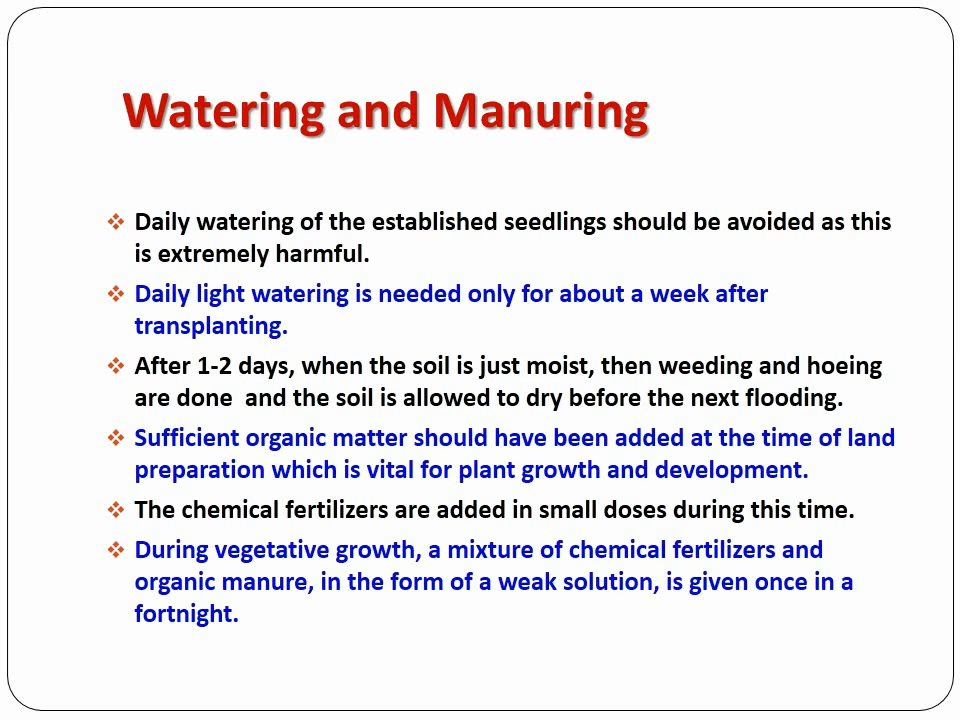 Watering and Manuring
Daily watering of the established seedlings should be avoided as this
is extremely harmful.
Daily light watering is needed only for about a week after
transplanting.
After 1-2 days, when the soil is just moist, then weeding and hoeing
are done  and the soil is allowed to dry before the next flooding.
Sufficient organic matter should have been added at the time of land
preparation which is vital for plant growth and development.
The chemical fertilizers are added in small doses during this time.
During vegetative growth, a mixture of chemical fertilizers and
organic manure, in the form of a weak solution, is given once in a
fortnight.